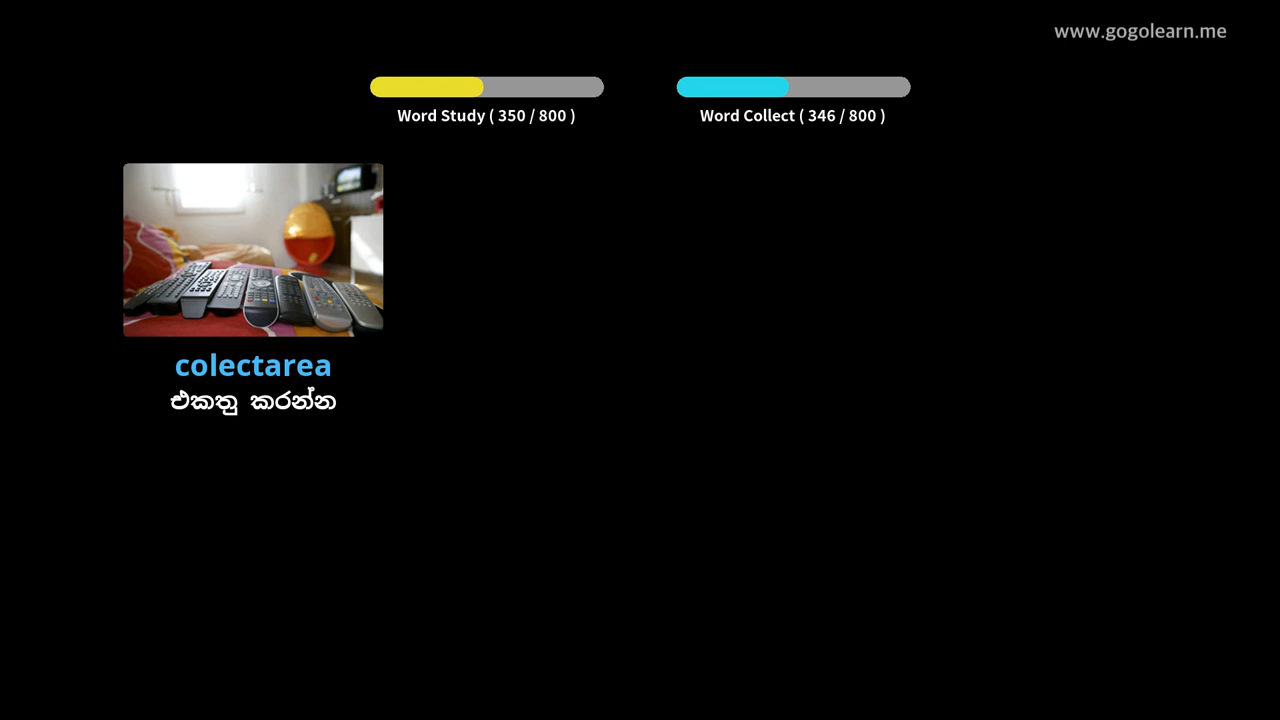 www.gogolearn.me
Word Study ( 350 / 800 )
Word Collect ( 346 / 800 )
colectarea
එකතු කරන්න